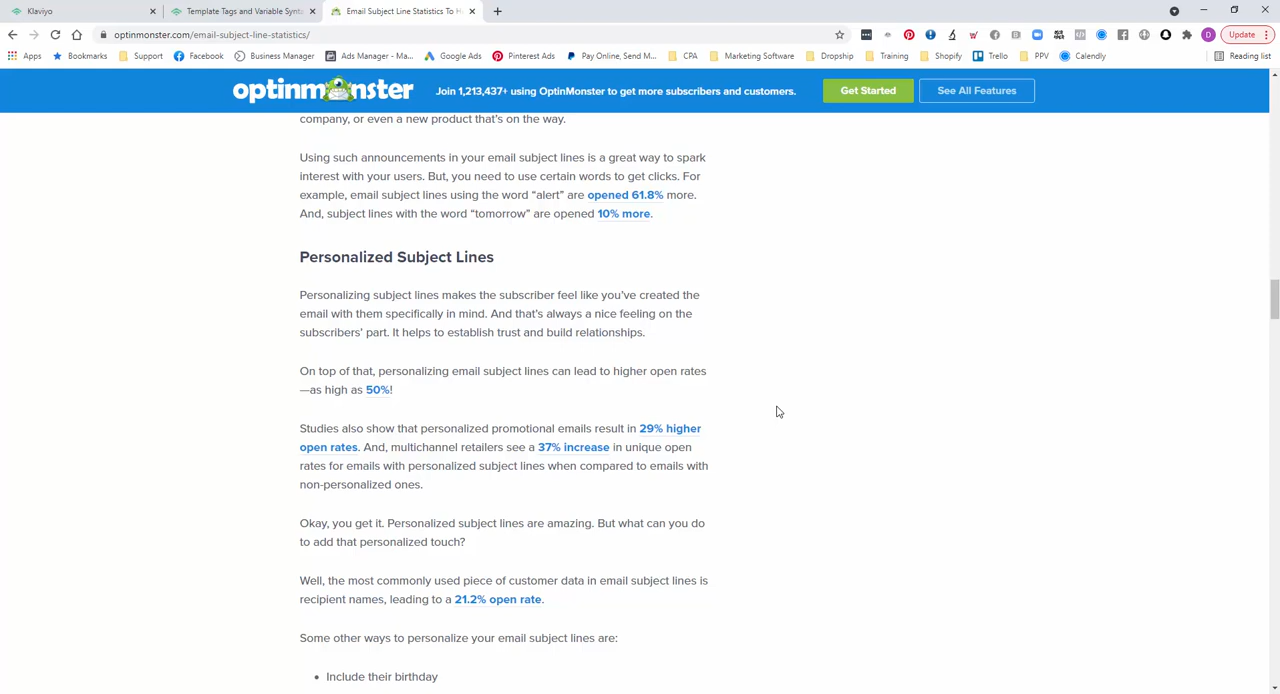 Klaviyo
Template Tags and Variable Synta
Email Subject Line Statistics To H
optinmonster.com/email-subject-line-statistics/
Update
Apps
Bookmarks
Support
Facebook
Business Manager
Ads Manager - Ma...
Google Ads
Pinterest Ads
Pay Online, Send M...
CPA
Marketing Software
Dropship
Training
Shopify
Trello
PPV
Calendly
Reading list
optinmonster
Join 1,213,437+ using OptinMonster to get more subscribers and customers.
Get Started
See All Features
company, or even a new product that's on the way.
Using such announcements in your email subject lines is a great way to spark
interest with your users. But, you need to use certain words to get clicks. For
example, email subject lines using the word “alert” are opened 61.8% more.
And, subject lines with the word “tomorrow” are opened 10% more.
Personalized Subject Lines
Personalizing subject lines makes the subscriber feel like you've created the
email with them specifically in mind. And that's always a nice feeling on the
subscribers' part. It helps to establish trust and build relationships.
On top of that, personalizing email subject lines can lead to higher open rates
—as high as 50%!
Studies also show that personalized promotional emails result in 29% higher
open rates. And, multichannel retailers see a 37% increase in unique open
rates for emails with personalized subject lines when compared to emails with
non-personalized ones.
Okay, you get it. Personalized subject lines are amazing. But what can you do
to add that personalized touch?
Well, the most commonly used piece of customer data in email subject lines is
recipient names, leading to a 21.2% open rate.
Some other ways to personalize your email subject lines are:
• Include their birthday